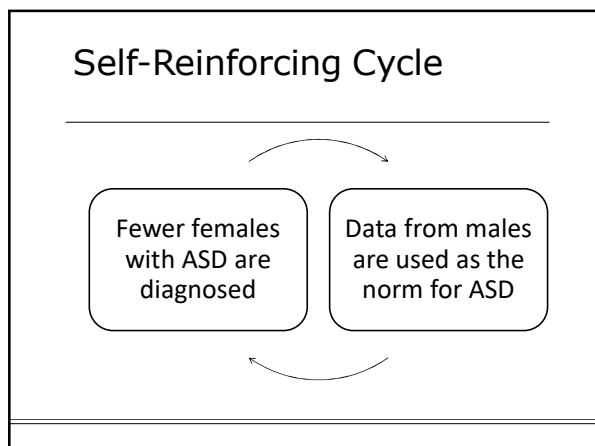 Self-Reinforcing Cycle
Fewer females
with ASD are
diagnosed
Data from males
are used as the
norm for ASD